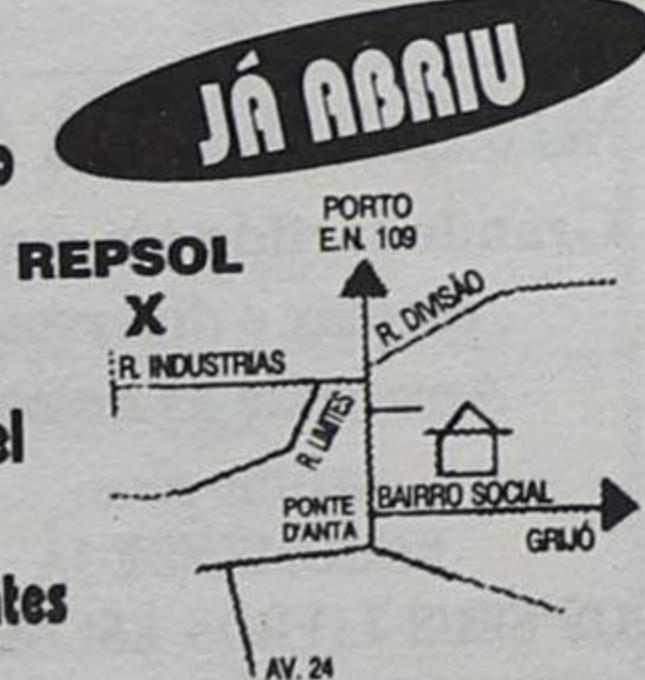 JÁ ABRIU
PORTO
E.N. 109
REPSOL
X
R. DIVISÃO
R. INDUSTRIAS
R. LIMITES
PONTE
D'ANTA
BAIRRO SOCIAL
GRIJÓ
AV. 24